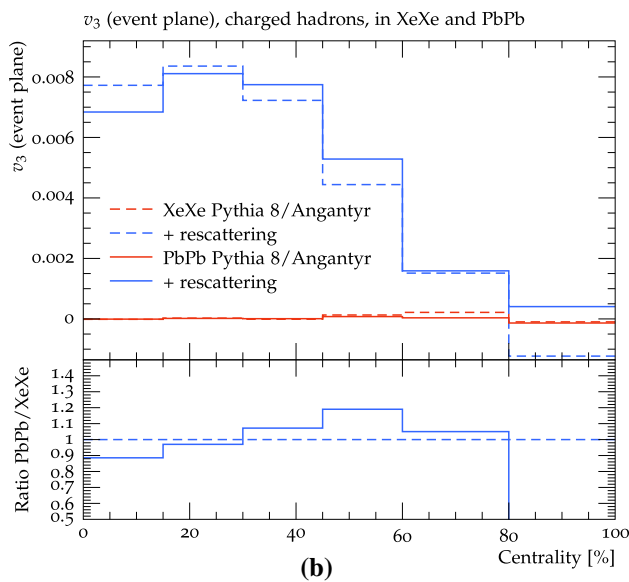 v3 (event plane), charged hadrons, in XeXe and PbPb
v3 (event plane)
0.008
0.006
0.004
0.002
0
XeXe Pythia 8/Angantyr
+ rescattering
PbPb Pythia 8/Angantyr
+ rescattering
Ratio PbPb/XeXe
1.4
1.3
1.2
1.1
1
0.9
0.8
0.7
0.6
0.5
0 20 40 60 80 100
Centrality [%]
(b)